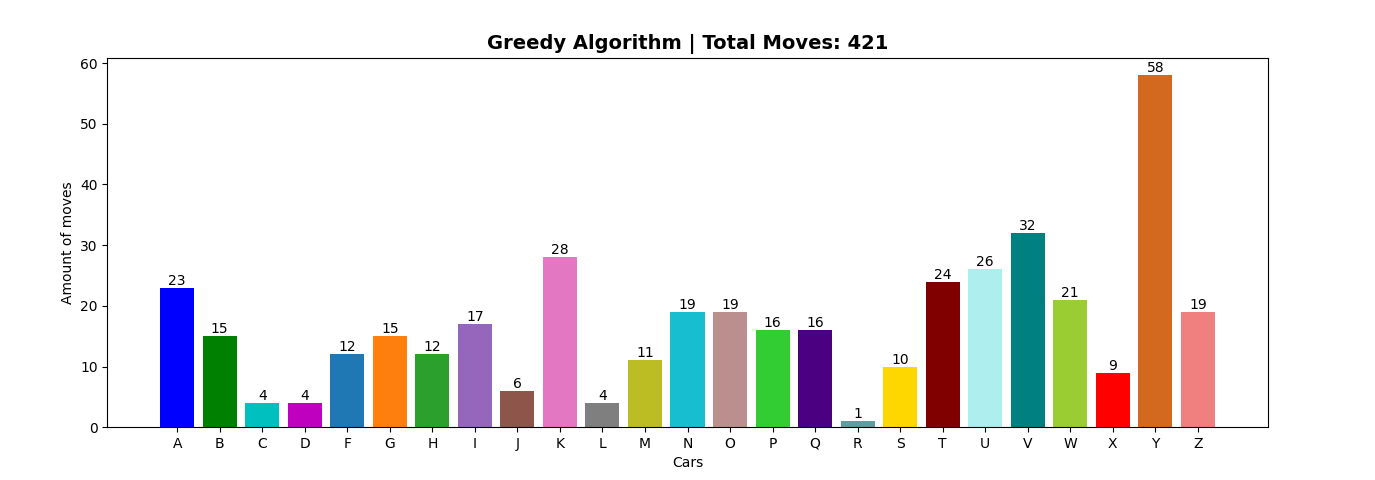 Greedy Algorithm | Total Moves: 421
Amount of moves
60
50
40
30
20
10
0
23 15 4 4 12 15 12 17 6 28 4 11 19 19 16 16 1 10 24 26 32 21 9 58 19
A B C D F G H I J K L M N O P Q R S T U V W X Y Z
Cars